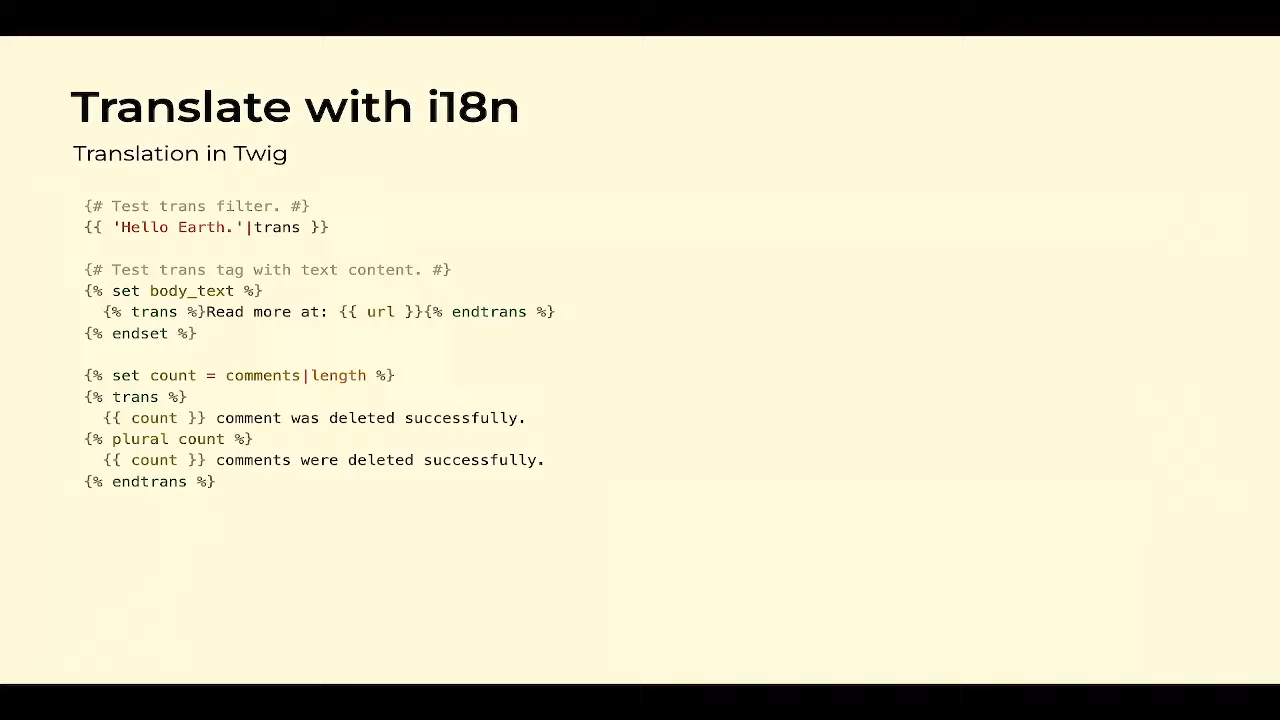 Translate with i18n
Translation in Twig
{# Test trans filter. #}
{{ 'Hello Earth.'|trans }}
{# Test trans tag with text content. #}
{% set body_text %}
{% trans %}Read more at: {{ url }}{% endtrans %}
{% endset %}
{% set count = comments|length %}
{% trans %}
{{ count }} comment was deleted successfully.
{% plural count %}
{{ count }} comments were deleted successfully.
{% endtrans %}